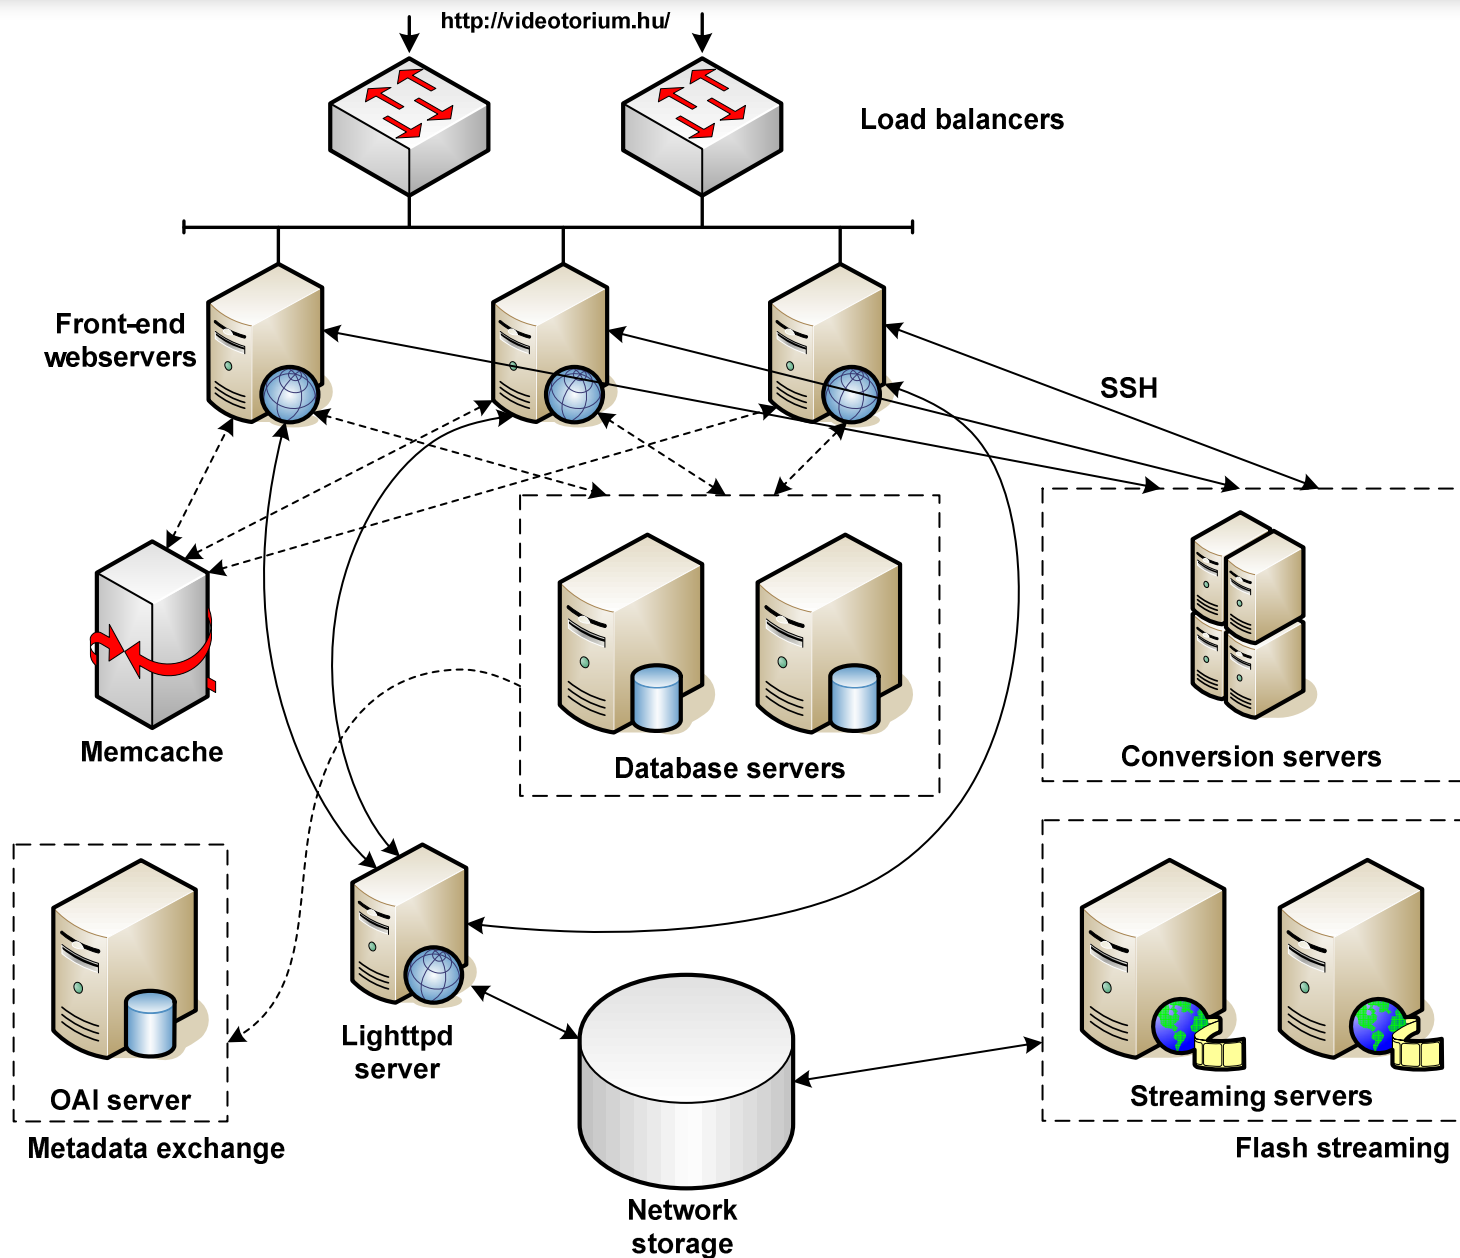 http://videotorium.hu/
Load balancers
Front-end
webservers
SSH
Memcache
Database servers
Conversion servers
Lighttpd
server
OAI server
Metadata exchange
Streaming servers
Flash streaming
Network
storage